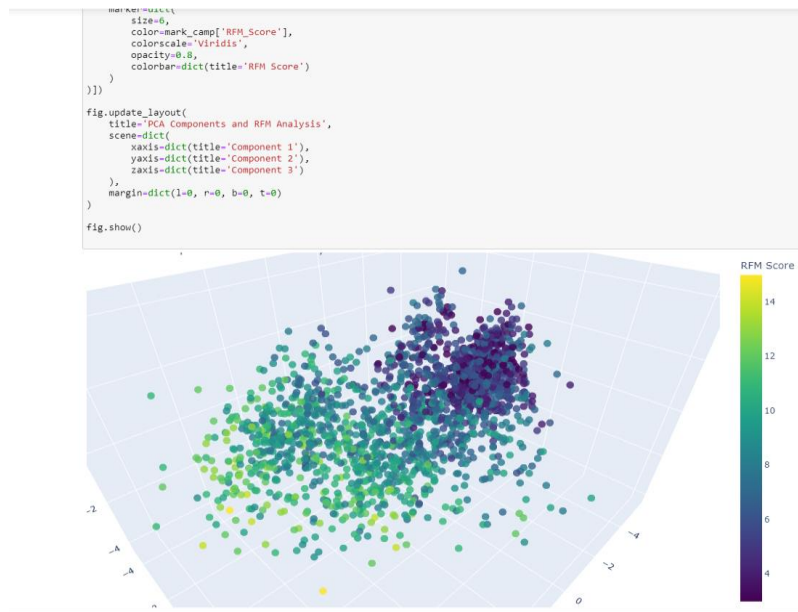 marker=dict(
size=6,
color=mark_camp['RFM_Score'],
colorscale='Viridis',
opacity=0.8,
colorbar=dict(title='RFM Score')
)
)])
fig.update_layout(
title='PCA Components and RFM Analysis',
scene=dict(
xaxis=dict(title='Component 1'),
yaxis=dict(title='Component 2'),
zaxis=dict(title='Component 3')
),
margin=dict(l=0, r=0, b=0, t=0)
)
fig.show()
RFM Score
14
12
10
8
6
4
−2
−4
−4
−4
−2
0